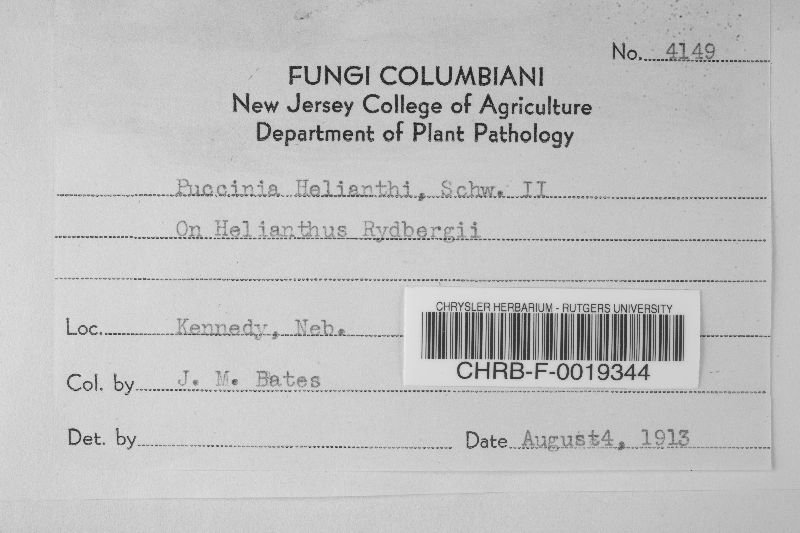 No. 4149
FUNGI COLUMBIANI
New Jersey College of Agriculture
Department of Plant Pathology
Puccinia Helianthi, Schw. II
On Helianthus Rydbergii
Loc. Kennedy, Neb.
CHRYSLER HERBARIUM - RUTGERS UNIVERSITY
CHRB-F-0019344
Col. by J. M. Bates
Det. by
Date August4, 1913